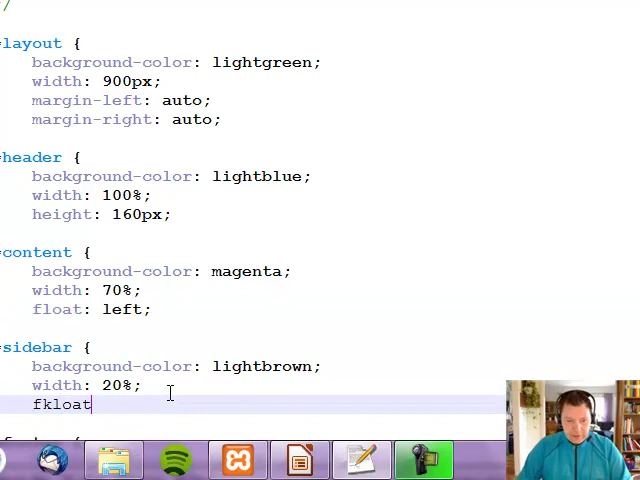 */
#layout {
background-color: lightgreen;
width: 900px;
margin-left: auto;
margin-right: auto;
#header {
background-color: lightblue;
width: 100%;
height: 160px;
#content {
background-color: magenta;
width: 70%;
float: left;
#sidebar {
background-color: lightbrown;
width: 20%;
fkloat